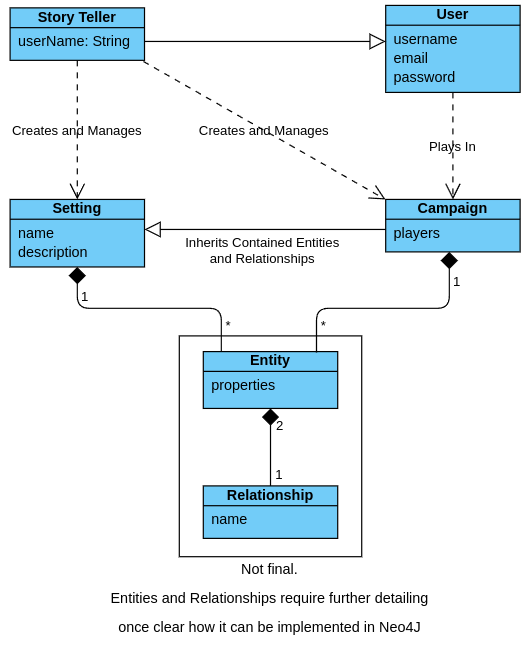 Story Teller
userName: String
User
username
email
password
Creates and Manages
Creates and Manages
Plays In
Setting
name
description
Campaign
players
Inherits Contained Entities
and Relationships
1
1
*
*
Entity
properties
2
1
Relationship
name
Not final.
Entities and Relationships require further detailing
once clear how it can be implemented in Neo4J